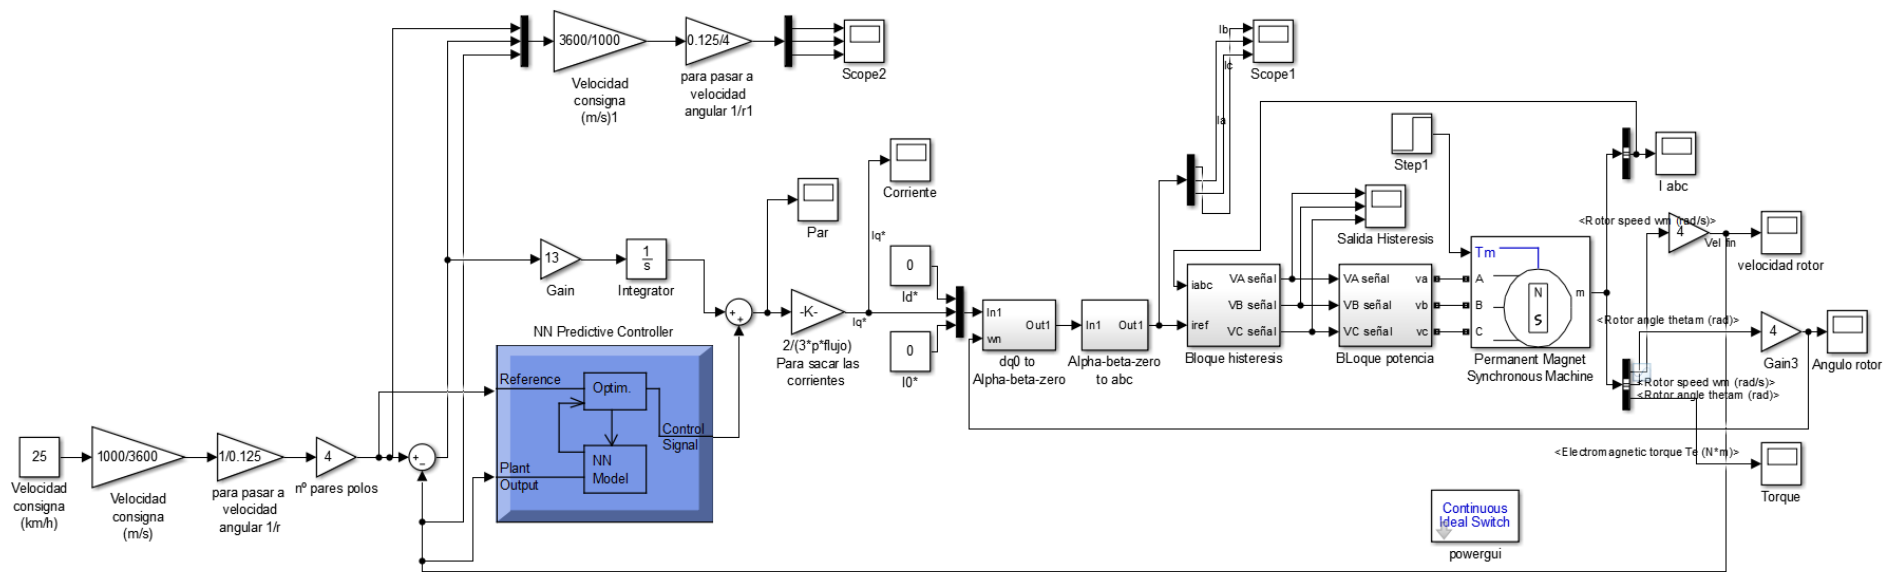 3600/1000
Velocidad
consigna
(m/s)1
0.125/4
para pasar a
velocidad
angular 1/r1
Scope2
Ib
Ic
Ia
Scope1
Step1
I abc
Corriente
Par
Iq*
Salida Histeresis
<Rotor speed wm (rad/s)>
4
Vel fin
velocidad rotor
13
Gain
1
s
Integrator
+
+
-K-
2/(3*p*flujo)
Para sacar las
corrientes
Iq*
0
Id*
0
I0*
In1
wn
Out1
dq0 to
Alpha-beta-zero
In1
Out1
Alpha-beta-zero
to abc
iabc
iref
VA señal
VB señal
VC señal
Bloque histeresis
VA señal
VB señal
VC señal
va
vb
vc
BLoque potencia
Tm
A
B
C
N
S
m
Permanent Magnet
Synchronous Machine
<Rotor angle thetam (rad)>
4
Gain3
Angulo rotor
<Rotor speed wm (rad/s)>
<Rotor angle thetam (rad)>
<Electromagnetic torque Te (N*m)>
Torque
NN Predictive Controller
Reference
Optim.
Control
Signal
Plant
Output
NN
Model
25
Velocidad
consigna
(km/h)
1000/3600
Velocidad
consigna
(m/s)
1/0.125
para pasar a
velocidad
angular 1/r
4
nº pares polos
+
−
Continuous
Ideal Switch
powergui